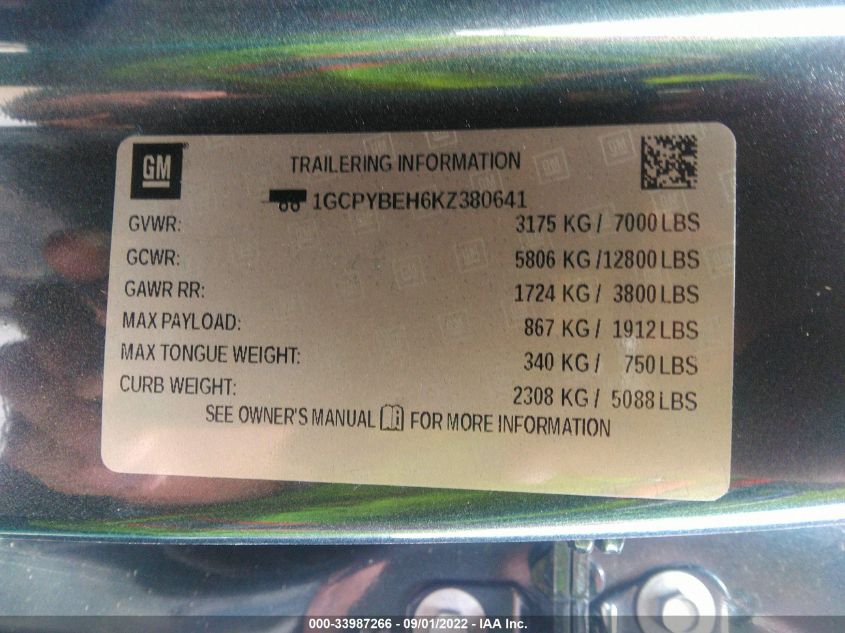 GM
TRAILERING INFORMATION
1GCPYBEH6KZ380641
GVWR: 3175 KG / 7000 LBS
GCWR: 5806 KG /12800 LBS
GAWR RR: 1724 KG / 3800 LBS
MAX PAYLOAD: 867 KG / 1912 LBS
MAX TONGUE WEIGHT: 340 KG / 750 LBS
CURB WEIGHT: 2308 KG / 5088 LBS
SEE OWNER'S MANUAL FOR MORE INFORMATION
000-33987266 - 09/01/2022 - IAA Inc.